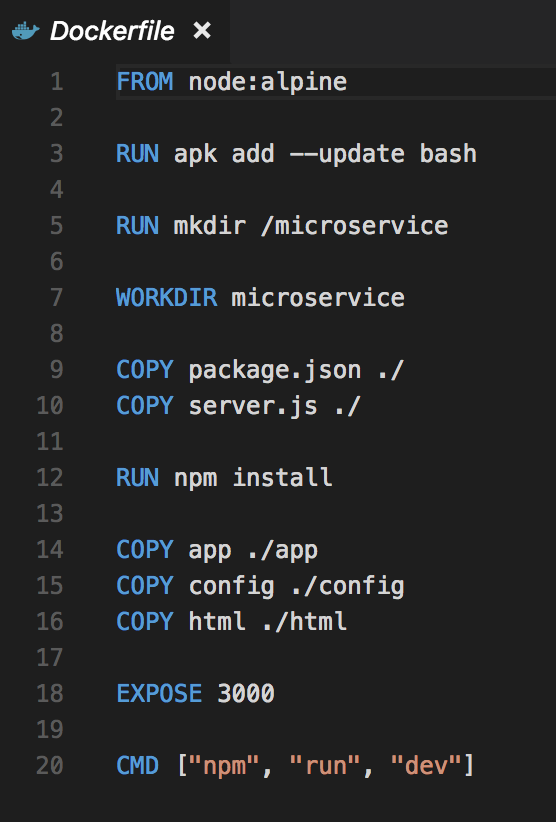 Dockerfile ×
1 FROM node:alpine
2
3 RUN apk add --update bash
4
5 RUN mkdir /microservice
6
7 WORKDIR microservice
8
9 COPY package.json ./
10 COPY server.js ./
11
12 RUN npm install
13
14 COPY app ./app
15 COPY config ./config
16 COPY html ./html
17
18 EXPOSE 3000
19
20 CMD ["npm", "run", "dev"]